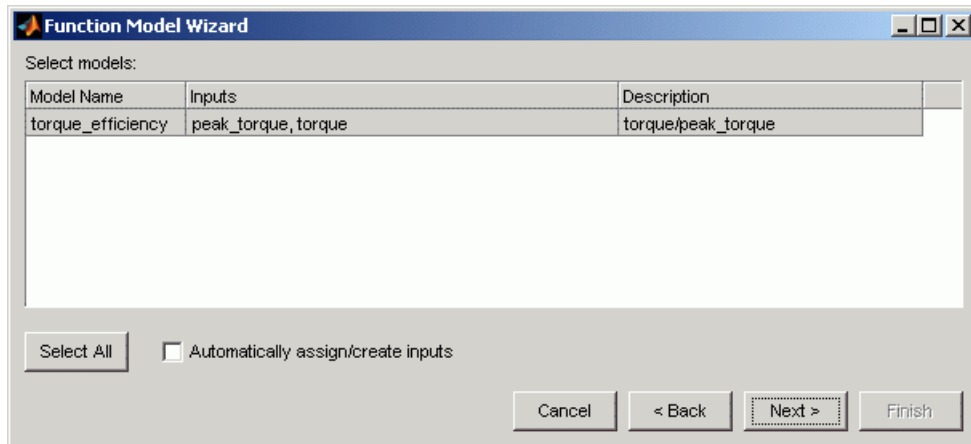 Function Model Wizard
Select models:
Model Name Inputs Description
torque_efficiency peak_torque, torque torque/peak_torque
Select All Automatically assign/create inputs
Cancel < Back Next > Finish